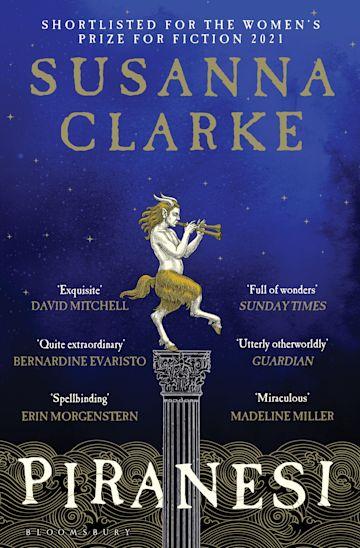 SHORTLISTED FOR THE WOMEN'S
PRIZE FOR FICTION 2021
SUSANNA
CLARKE
'Exquisite'
DAVID MITCHELL
'Full of wonders'
SUNDAY TIMES
'Quite extraordinary'
BERNARDINE EVARISTO
'Utterly otherworldly'
GUARDIAN
'Spellbinding'
ERIN MORGENSTERN
'Miraculous'
MADELINE MILLER
PIRANESI
BLOOMSBURY